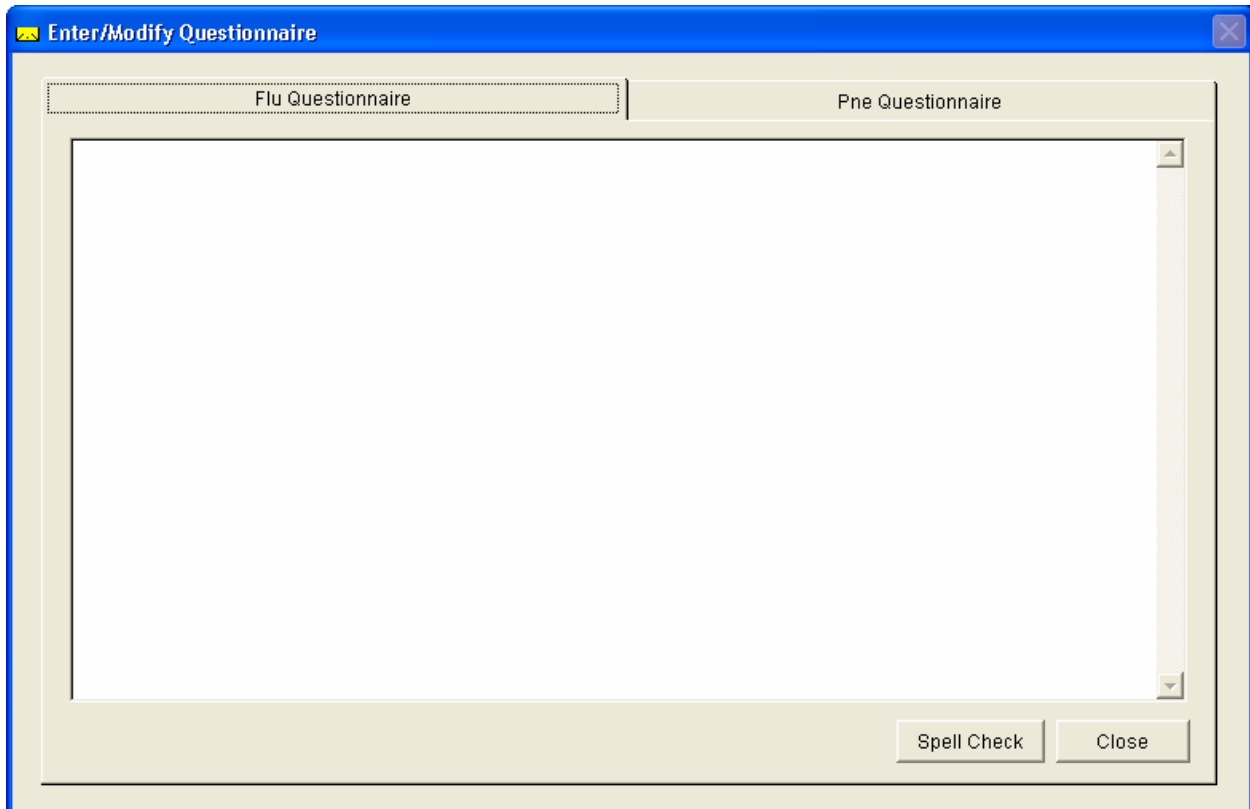 Enter/Modify Questionnaire
Flu Questionnaire
Pne Questionnaire
Spell Check
Close